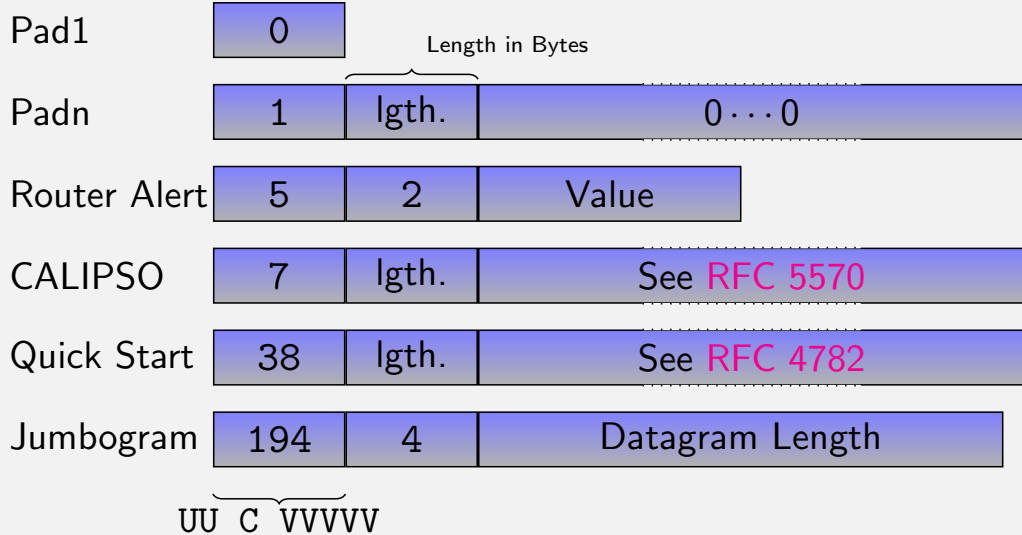 Pad1 0
Length in Bytes
Padn 1 lgth. 0···0
Router Alert 5 2 Value
CALIPSO 7 lgth. See RFC 5570
Quick Start 38 lgth. See RFC 4782
Jumbogram 194 4 Datagram Length
UU C VVVVV